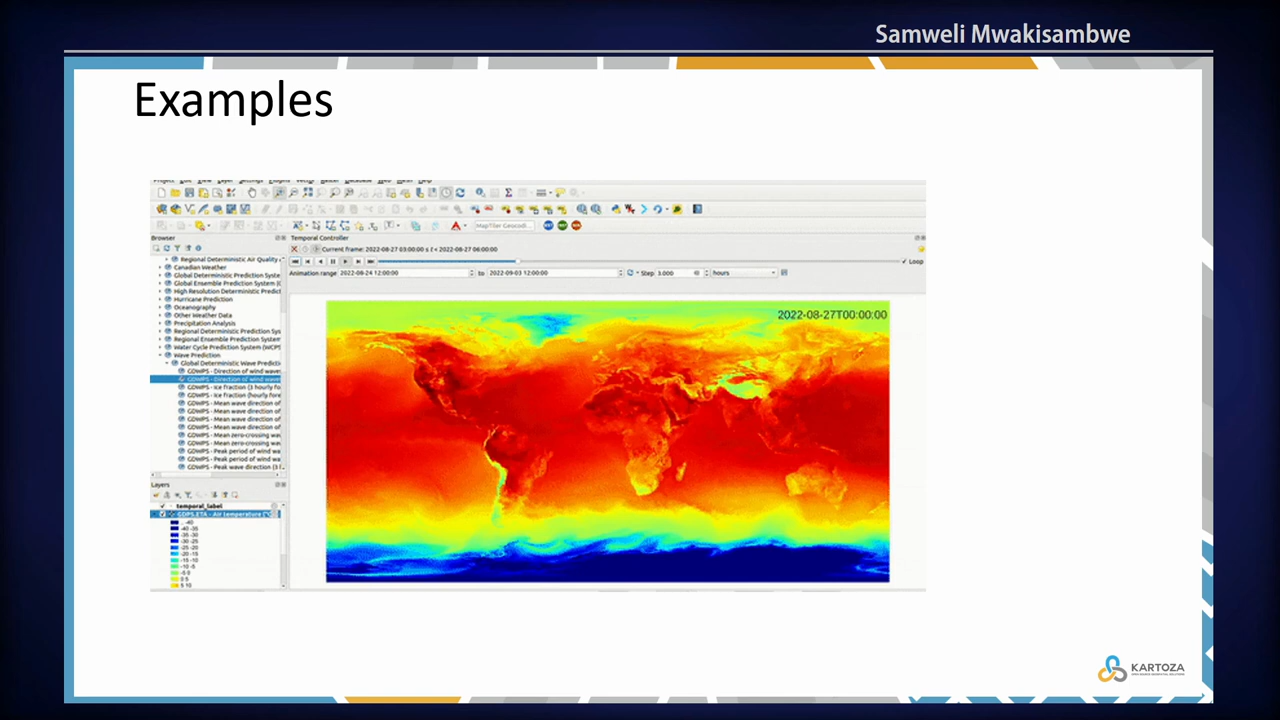 Samweli Mwakisambwe
Examples
MapTiler Geocodi...
Browser
Temporal Controller
Current frame: 2022-08-27 03:00:00 ≤ t < 2022-08-27 06:00:00
Loop
Animation range 2022-08-24 12:00:00 to 2022-09-03 12:00:00 Step 3.000 hours
Regional Deterministic Air Quality
Canadian Weather
Global Deterministic Prediction Syste
Global Ensemble Prediction System (G
High Resolution Deterministic Predict
Hurricane Prediction
Oceanography
Other Weather Data
Precipitation Analysis
Regional Deterministic Prediction Sys
Regional Ensemble Prediction System
Water Cycle Prediction System (WCPS
Wave Prediction
Global Deterministic Wave Predicti
GDWPS - Direction of wind waves
GDWPS - Direction of wind waves
GDWPS - Ice fraction (3 hourly fo
GDWPS - Ice fraction (hourly fore
GDWPS - Mean wave direction of
GDWPS - Mean wave direction of
GDWPS - Mean wave direction of
GDWPS - Mean wave direction of
GDWPS - Mean zero-crossing wav
GDWPS - Mean zero-crossing wav
GDWPS - Peak period of wind wa
GDWPS - Peak period of wind wa
GDWPS - Peak wave direction (3 
2022-08-27T00:00:00
Layers
temporal_label
GDPS.ETA - Air temperature [°C
-40 -35
-35 -30
-30 -25
-25 -20
-20 -15
-15 -10
-10 -5
-5 0
0 5
5 10
KARTOZA